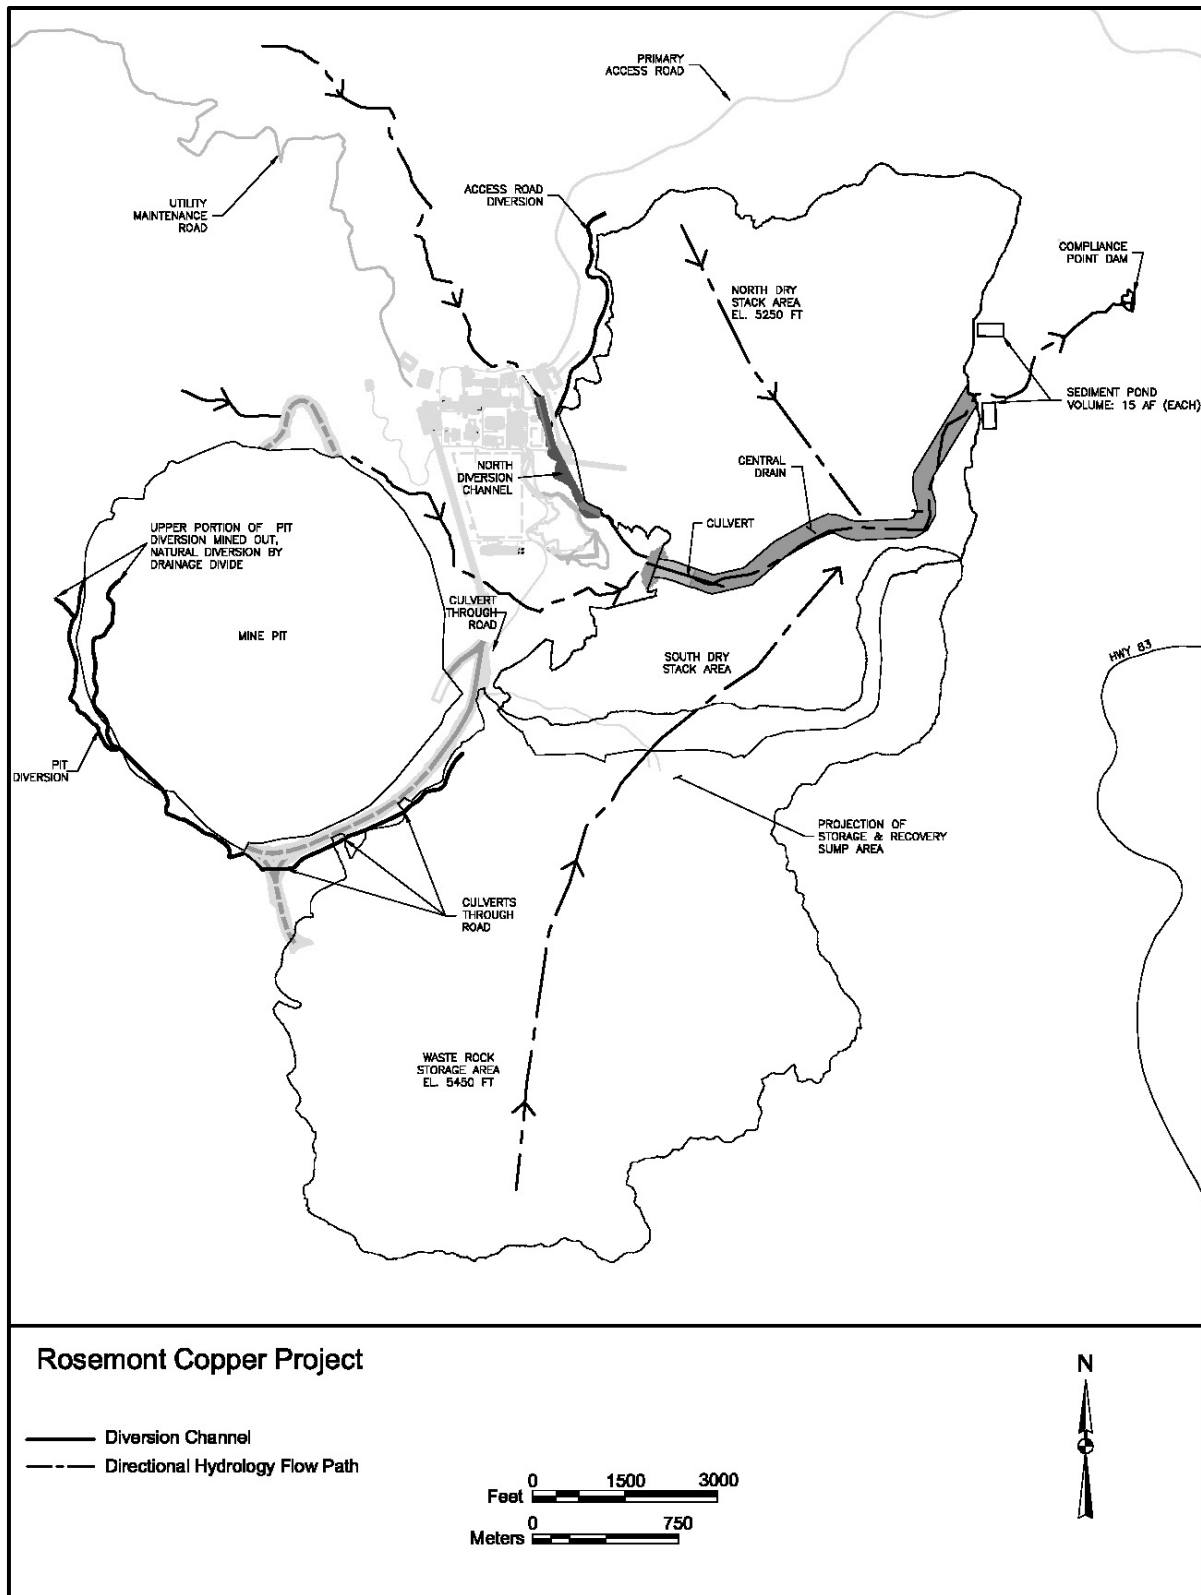 PRIMARY
ACCESS ROAD
UTILITY
MAINTENANCE
ROAD
ACCESS ROAD
DIVERSION
COMPLIANCE
POINT DAM
NORTH DRY
STACK AREA
EL. 5250 FT
SEDIMENT POND
VOLUME: 15 AF (EACH)
NORTH
DIVERSION
CHANNEL
CENTRAL
DRAIN
CULVERT
UPPER PORTION OF PIT
DIVERSION MINED OUT,
NATURAL DIVERSION BY
DRAINAGE DIVIDE
CULVERT
THROUGH
ROAD
MINE PIT
SOUTH DRY
STACK AREA
HWY 83
PIT
DIVERSION
PROJECTION OF
STORAGE & RECOVERY
SUMP AREA
CULVERTS
THROUGH
ROAD
WASTE ROCK
STORAGE AREA
EL. 5450 FT
Rosemont Copper Project
N
Diversion Channel
Directional Hydrology Flow Path
0 1500 3000
Feet
0 750
Meters